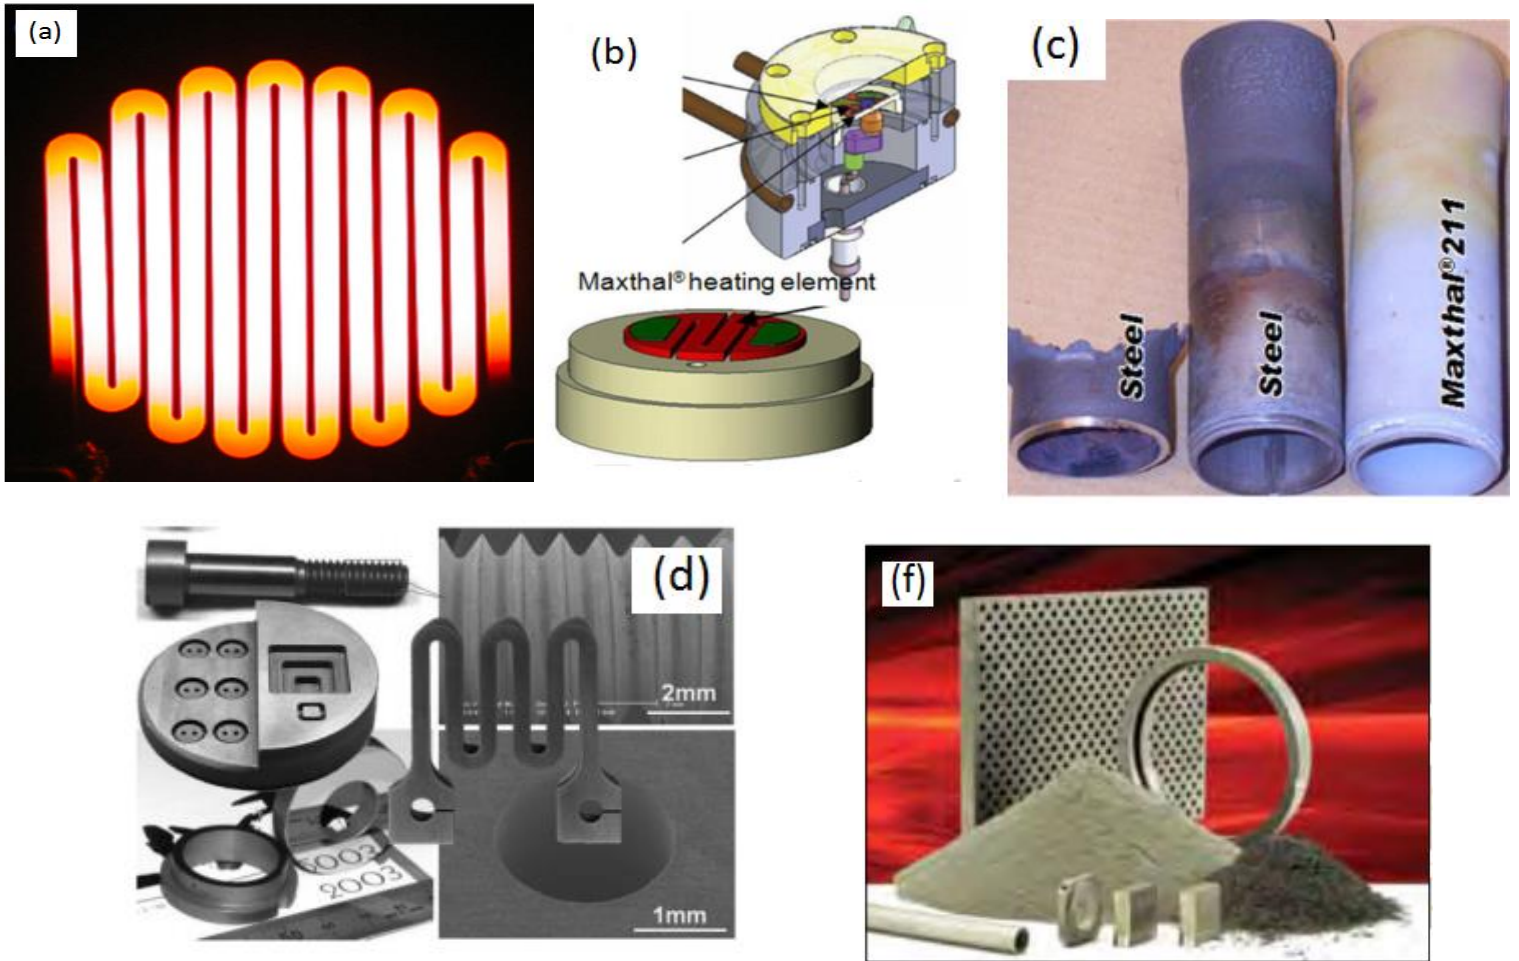 (a)
(b)
(c)
Maxthal® heating element
Steel
Steel
Maxthal®211
(d)
2mm
2003
1mm
(f)